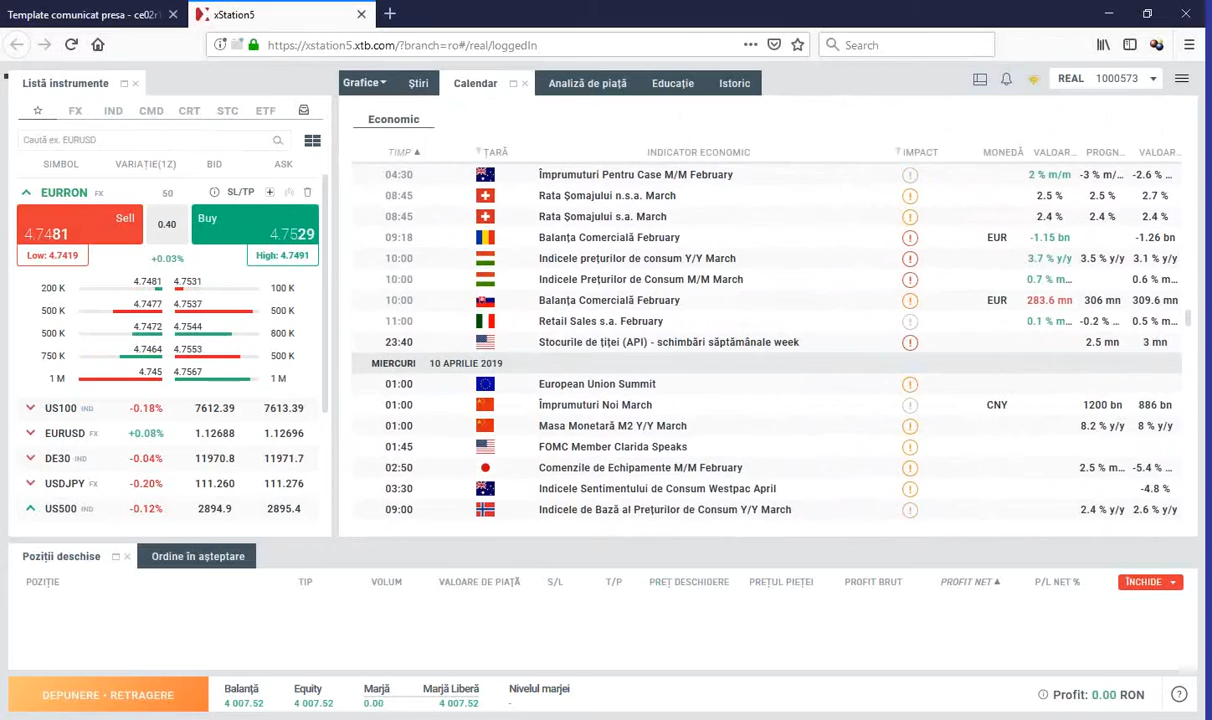 Template comunicat presa - ce02r
xStation5
https://xstation5.xtb.com/?branch=ro#/real/loggedIn
Search
Listă instrumente
Grafice
Știri
Calendar
Analiză de piață
Educație
Istoric
REAL 1000573
FX IND CMD CRT STC ETF
Economic
Caută ex. EURUSD
SIMBOL VARIAȚIE(1Z) BID ASK
TIMP ȚARĂ INDICATOR ECONOMIC IMPACT MONEDĂ VALOAR... PROGN... VALOAR...
EURRON FX 50 SL/TP
Sell
4.7481
0.40
Buy
4.7529
Low: 4.7419
+0.03%
High: 4.7491
200 K 4.7481 4.7531 100 K
500 K 4.7477 4.7537 500 K
500 K 4.7472 4.7544 800 K
750 K 4.7464 4.7553 500 K
1 M 4.745 4.7567 1 M
US100 IND -0.18% 7612.39 7613.39
EURUSD FX +0.08% 1.12688 1.12696
DE30 IND -0.04% 11970.8 11971.7
USDJPY FX -0.20% 111.260 111.276
US500 IND -0.12% 2894.9 2895.4
04:30 Împrumuturi Pentru Case M/M February 2 % m/m -3 % m/... -2.6 % ...
08:45 Rata Șomajului n.s.a. March 2.5 % 2.5 % 2.7 %
08:45 Rata Șomajului s.a. March 2.4 % 2.4 % 2.4 %
09:18 Balanța Comercială February EUR -1.15 bn -1.26 bn
10:00 Indicele prețurilor de consum Y/Y March 3.7 % y/y 3.5 % y/y 3.1 % y/y
10:00 Indicele Prețurilor de Consum M/M March 0.7 % m... 0.6 % m...
10:00 Balanța Comercială February EUR 283.6 mn 306 mn 309.6 mn
11:00 Retail Sales s.a. February 0.1 % m... -0.2 % ... 0.5 % m...
23:40 Stocurile de țiței (API) - schimbări săptămânale week 2.5 mn 3 mn
MIERCURI 10 APRILIE 2019
01:00 European Union Summit
01:00 Împrumuturi Noi March CNY 1200 bn 886 bn
01:00 Masa Monetară M2 Y/Y March 8.2 % y/y 8 % y/y
01:45 FOMC Member Clarida Speaks
02:50 Comenzile de Echipamente M/M February 2.5 % m... -5.4 % ...
03:30 Indicele Sentimentului de Consum Westpac April -4.8 %
09:00 Indicele de Bază al Prețurilor de Consum Y/Y March 2.4 % y/y 2.6 % y/y
Poziții deschise
Ordine în așteptare
POZIȚIE TIP VOLUM VALOARE DE PIAȚĂ S/L T/P PREȚ DESCHIDERE PREȚUL PIEȚEI PROFIT BRUT PROFIT NET P/L NET % ÎNCHIDE
DEPUNERE • RETRAGERE
Balanță Equity Marjă Marjă Liberă Nivelul marjei
4 007.52 4 007.52 0.00 4 007.52 -
Profit: 0.00 RON